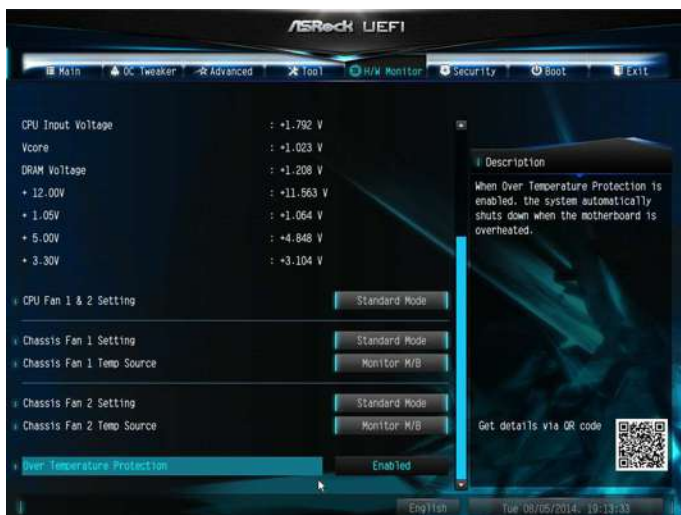 ASRock UEFI
Main OC Tweaker Advanced Tool H/W Monitor Security Boot Exit
CPU Input Voltage : +1.792 V
Vcore : +1.023 V
DRAM Voltage : +1.208 V
+ 12.00V : +11.563 V
+ 1.05V : +1.064 V
+ 5.00V : +4.848 V
+ 3.30V : +3.104 V
CPU Fan 1 & 2 Setting Standard Mode
Chassis Fan 1 Setting Standard Mode
Chassis Fan 1 Temp Source Monitor M/B
Chassis Fan 2 Setting Standard Mode
Chassis Fan 2 Temp Source Monitor M/B
Over Temperature Protection Enabled
Description
When Over Temperature Protection is
enabled. the system automatically
shuts down when the motherboard is
overheated.
Get details via QR code
English Tue 08/05/2014. 19:13:33